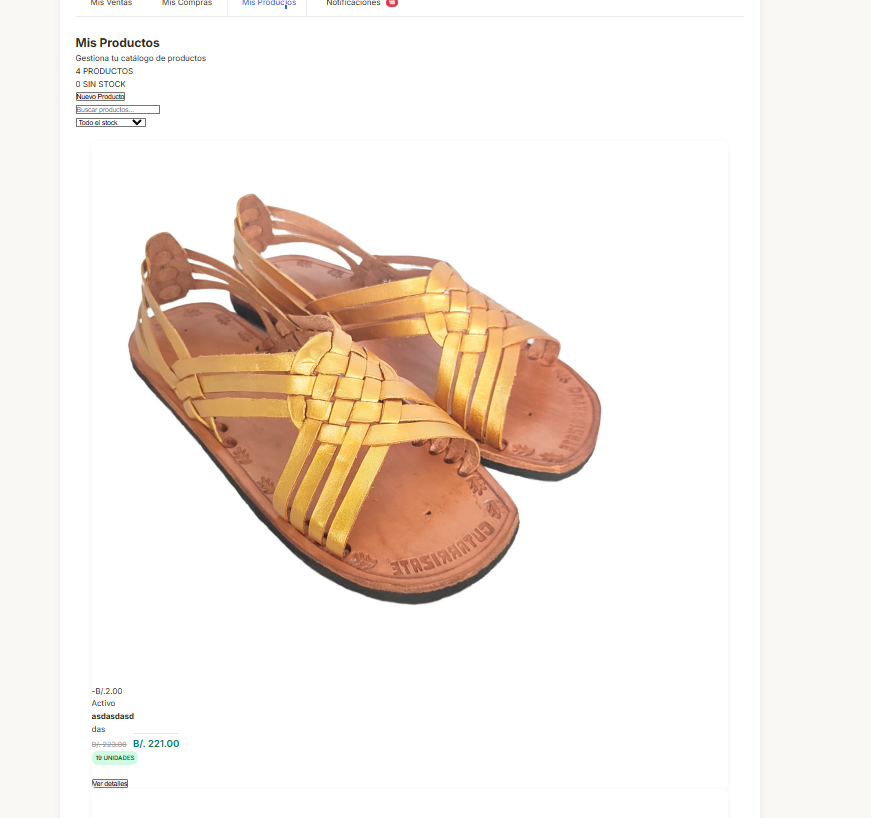 Mis Ventas
Mis Compras
Mis Productos
Notificaciones
Mis Productos
Gestiona tu catálogo de productos
4 PRODUCTOS
0 SIN STOCK
Nuevo Producto
Buscar productos...
Todo el stock
CUTARRISATE
-B/.2.00
Activo
asdasdasd
das
B/. 223.00 B/. 221.00
19 UNIDADES
Ver detalles